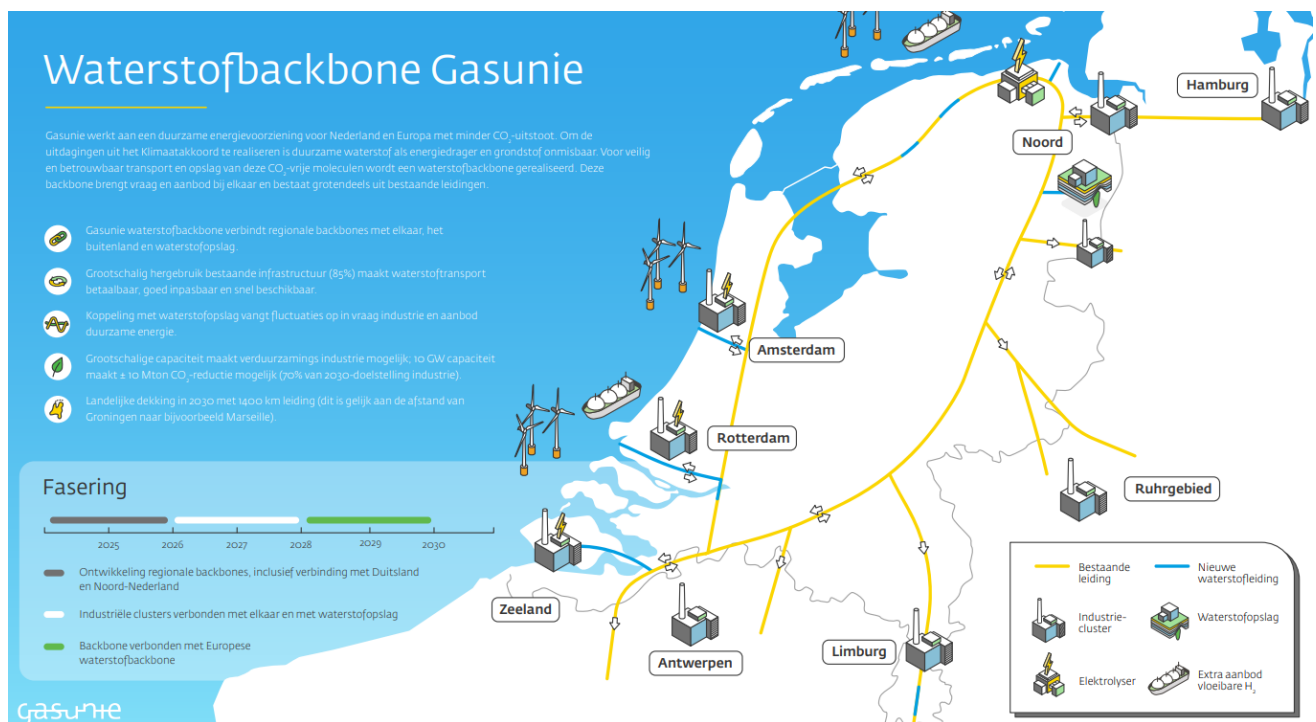 Waterstofbackbone Gasunie
Gasunie werkt aan een duurzame energievoorziening voor Nederland en Europa met minder CO₂-uitstoot. Om de
uitdagingen uit het Klimaatakkoord te realiseren is duurzame waterstof als energiedrager en grondstof onmisbaar. Voor veilig
en betrouwbaar transport en opslag van deze CO₂-vrije moleculen wordt een waterstofbackbone gerealiseerd. Deze
backbone brengt vraag en aanbod bij elkaar en bestaat grotendeels uit bestaande leidingen.
Gasunie waterstofbackbone verbindt regionale backbones met elkaar, het
buitenland en waterstofopslag.
Grootschalig hergebruik bestaande infrastructuur (85%) maakt waterstoftransport
betaalbaar, goed inpasbaar en snel beschikbaar.
Koppeling met waterstofopslag vangt fluctuaties op in vraag industrie en aanbod
duurzame energie.
Grootschalige capaciteit maakt verduurzamings industrie mogelijk; 10 GW capaciteit
maakt ± 10 Mton CO₂-reductie mogelijk (70% van 2030-doelstelling industrie).
Landelijke dekking in 2030 met 1400 km leiding (dit is gelijk aan de afstand van
Groningen naar bijvoorbeeld Marseille).
Fasering
2025 2026 2027 2028 2029 2030
Ontwikkeling regionale backbones, inclusief verbinding met Duitsland
en Noord-Nederland
Industriële clusters verbonden met elkaar en met waterstofopslag
Backbone verbonden met Europese
waterstofbackbone
gasunie
Hamburg
Noord
Amsterdam
Rotterdam
Ruhrgebied
Zeeland
Antwerpen
Limburg
Bestaande
leiding
Nieuwe
waterstofleiding
Industrie-
cluster
Waterstofopslag
Elektrolyser
Extra aanbod
vloeibare H₂